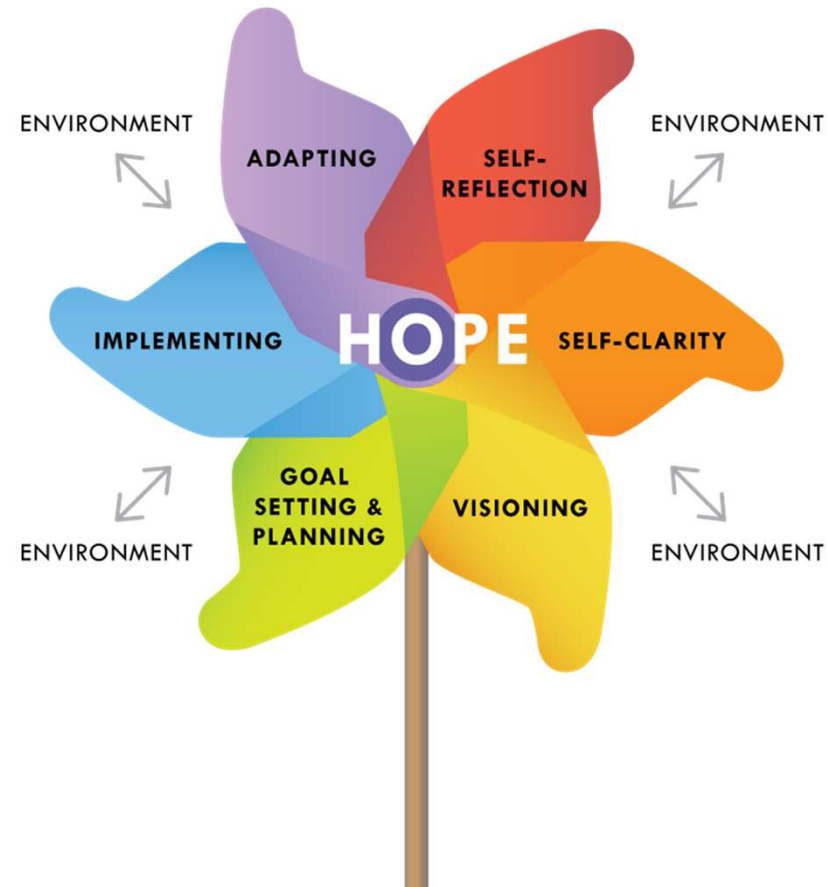 ENVIRONMENT
ENVIRONMENT
ADAPTING
SELF-
REFLECTION
IMPLEMENTING
HOPE
SELF-CLARITY
GOAL
SETTING &
PLANNING
VISIONING
ENVIRONMENT
ENVIRONMENT